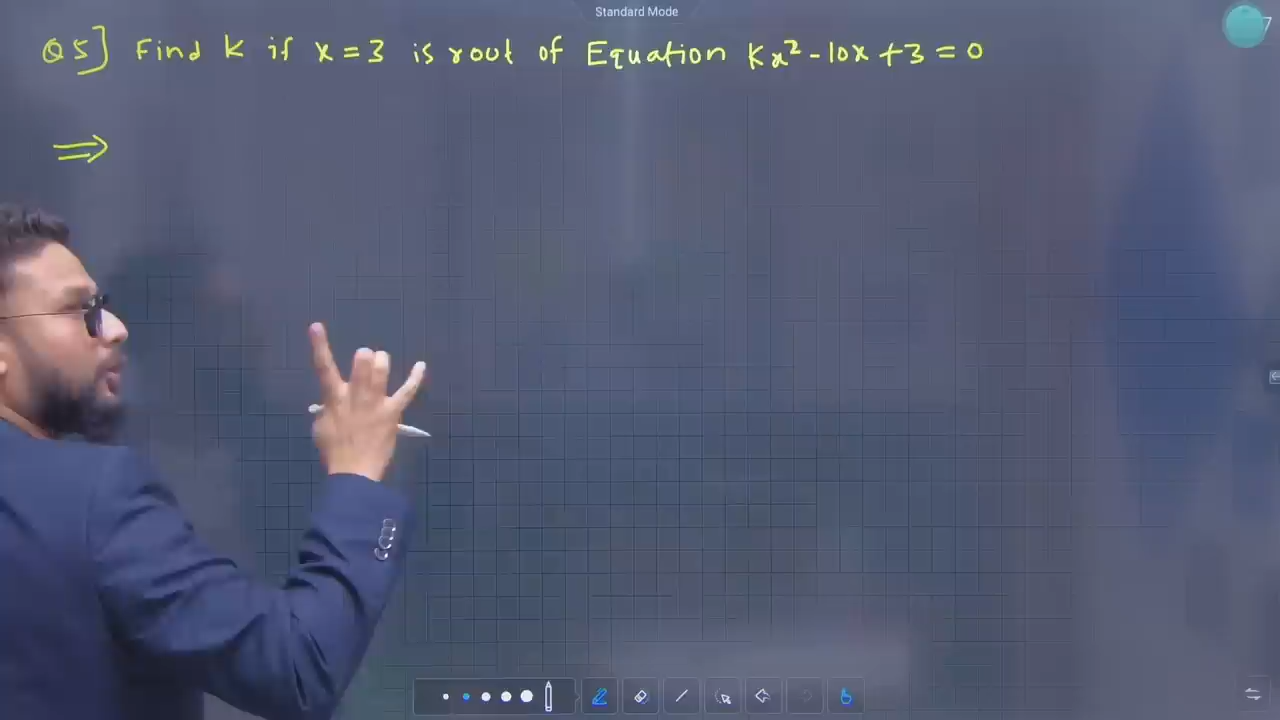 Standard Mode
Q5] Find k if x = 3 is root of Equation kx² - 10x + 3 = 0
⇒